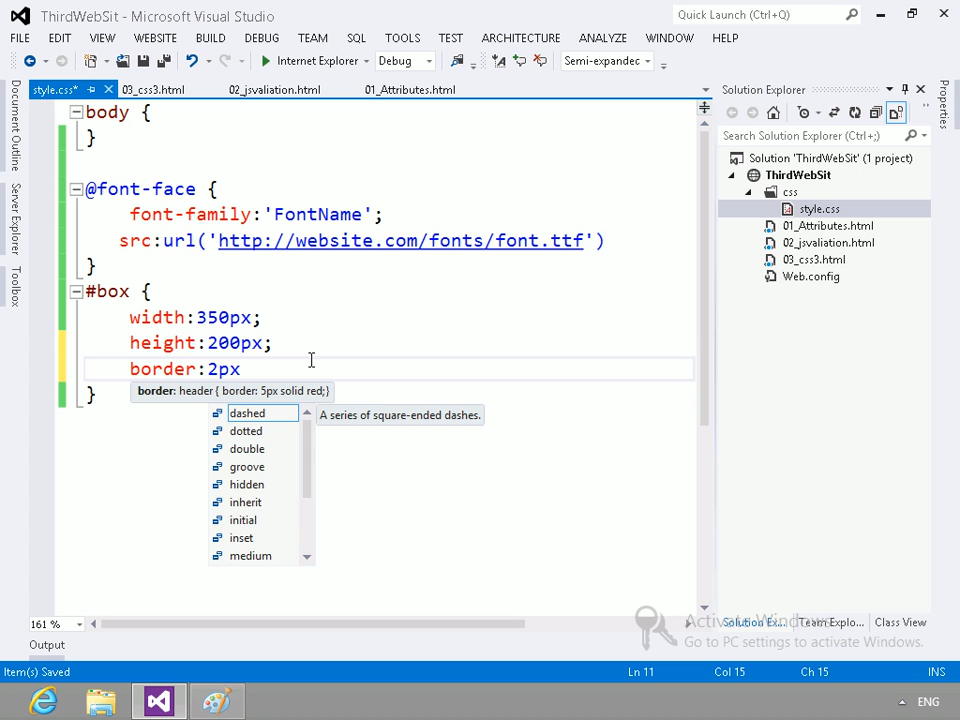 ThirdWebSit - Microsoft Visual Studio
Quick Launch (Ctrl+Q)
FILE EDIT VIEW WEBSITE BUILD DEBUG TEAM SQL TOOLS TEST ARCHITECTURE ANALYZE WINDOW HELP
Internet Explorer Debug Semi-expandec
style.css* 03_css3.html 02_jsvaliation.html 01_Attributes.html
Document Outline
Server Explorer
Toolbox
body {
}
@font-face {
font-family:'FontName';
src:url('http://website.com/fonts/font.ttf')
}
#box {
width:350px;
height:200px;
border:2px
}
border: header { border: 5px solid red;}
dashed
A series of square-ended dashes.
dotted
double
groove
hidden
inherit
initial
inset
medium
161 %
Output
Solution Explorer
Search Solution Explorer (Ctrl+;)
Solution 'ThirdWebSit' (1 project)
ThirdWebSit
css
style.css
01_Attributes.html
02_jsvaliation.html
03_css3.html
Web.config
Properties
Activate Windows
Solution Ex... Team Explo... Class View
Go to PC settings to activate Windows.
Item(s) Saved Ln 11 Col 15 Ch 15 INS
ENG